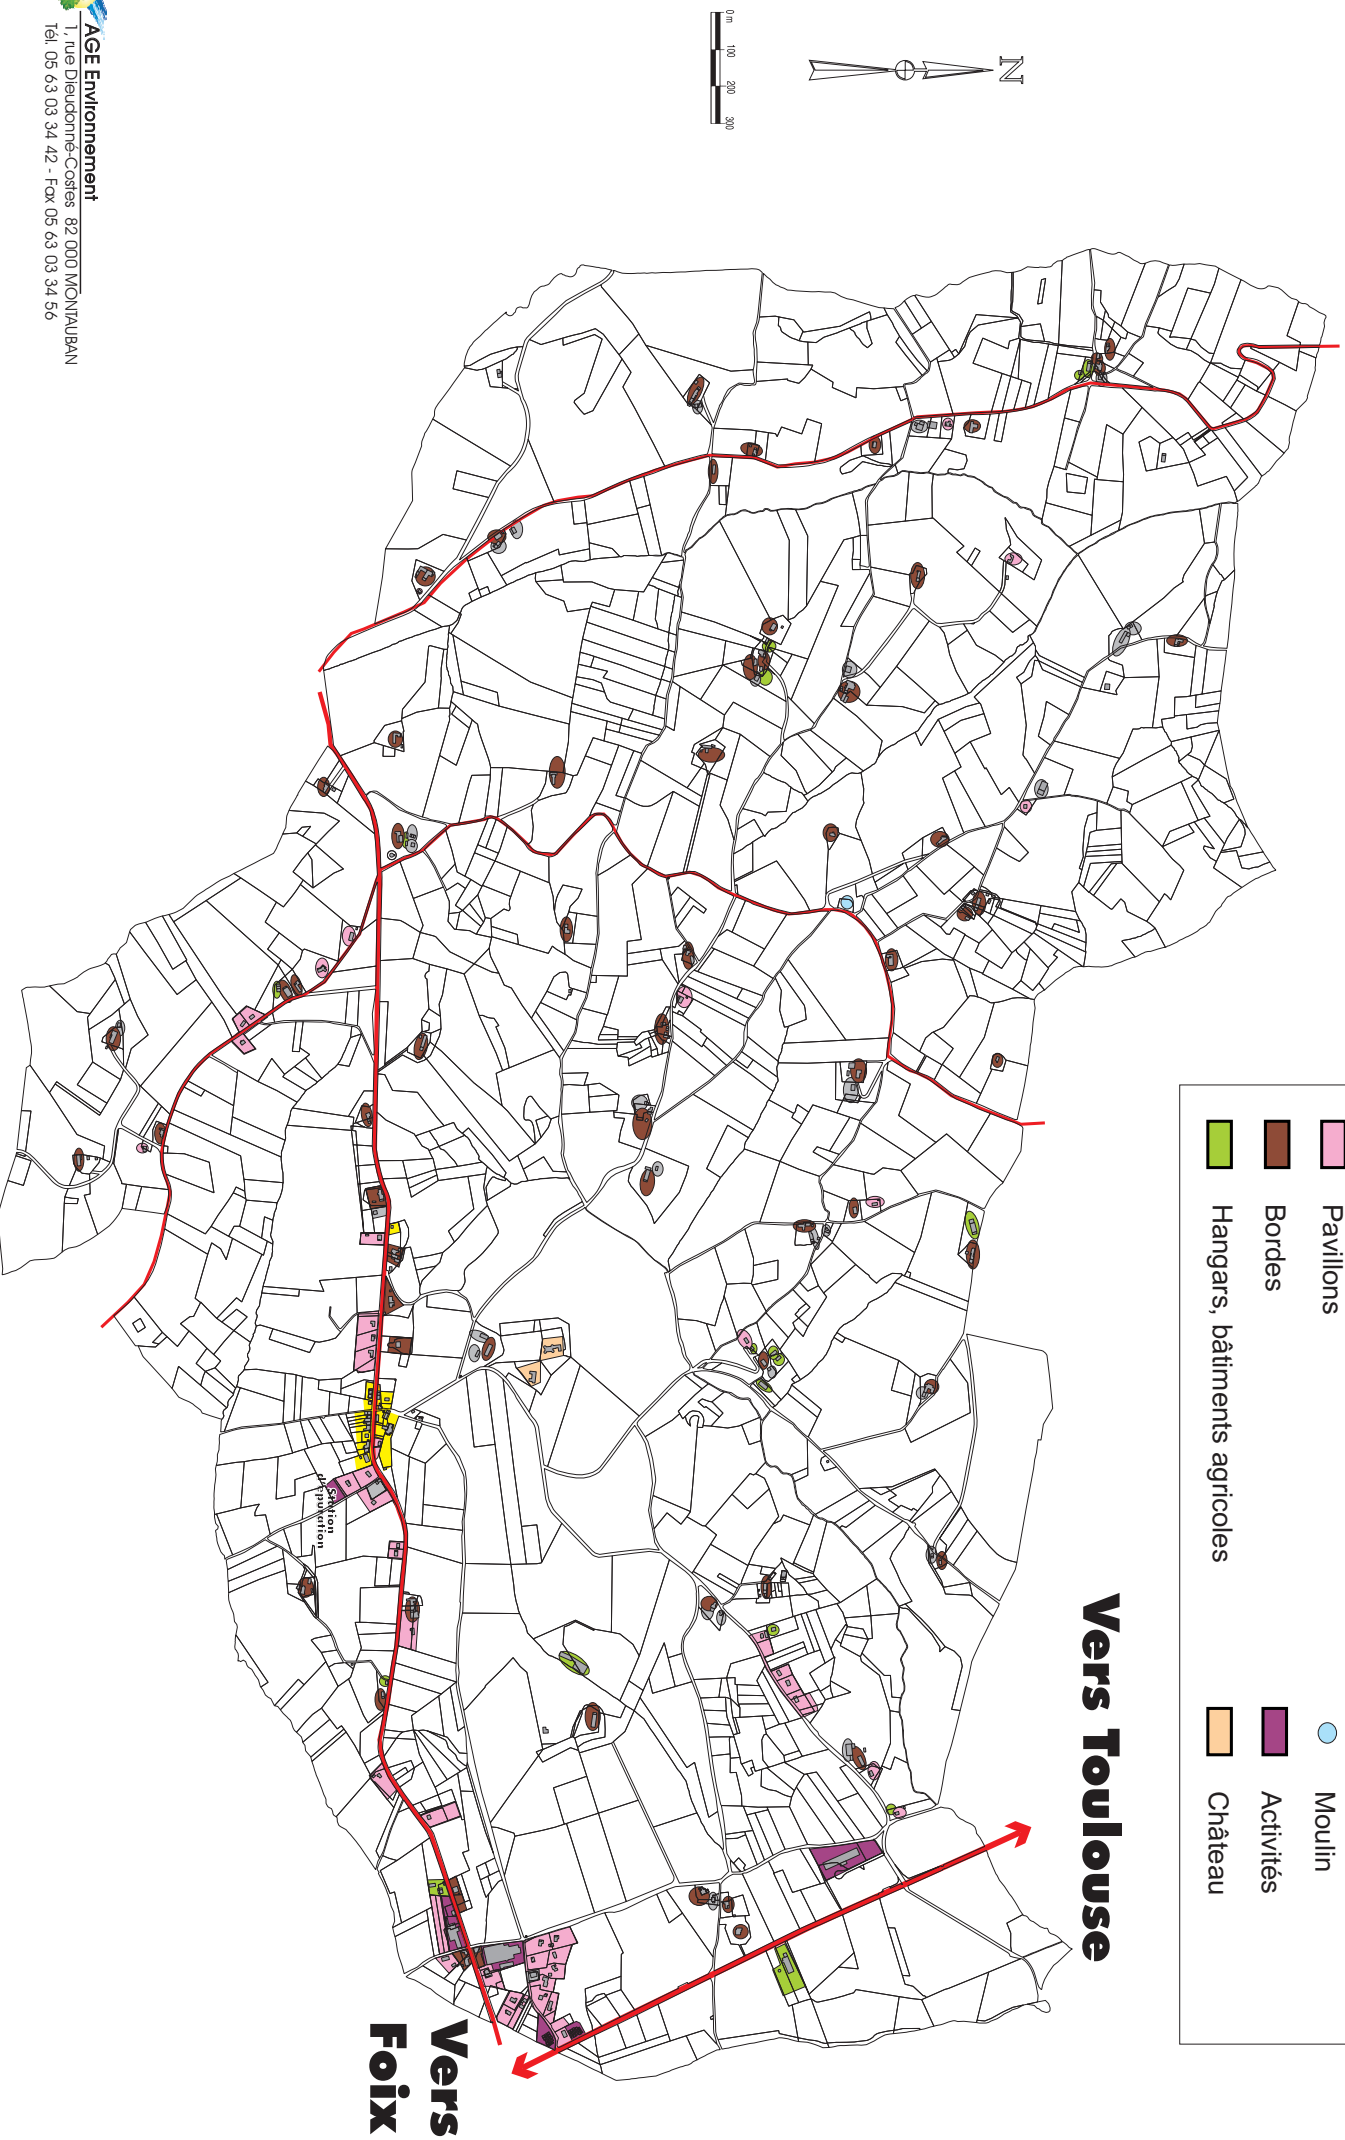 N
0 m 100 200 300
AGE Environnement
1, rue Dieudonné-Costes 82 000 MONTAUBAN
Tél. 05 63 03 34 42 - Fax 05 63 03 34 56
Pavillons
Bordes
Hangars, bâtiments agricoles
Moulin
Activités
Château
Vers Toulouse
Station
d'épuration
Vers
Foix